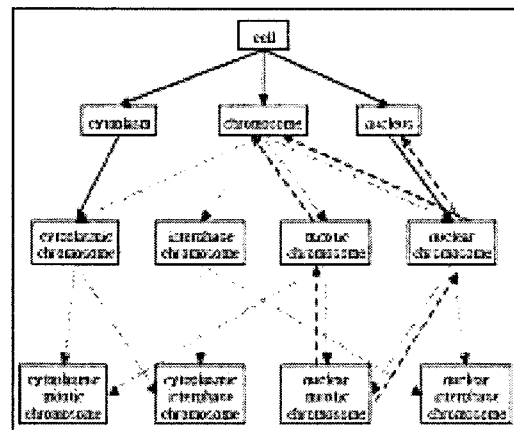 cell
cytoplasm
chromosome
nucleus
cytoplasmic
chromosome
interphase
chromosome
mitotic
chromosome
nuclear
chromosome
cytoplasmic
mitotic
chromosome
cytoplasmic
interphase
chromosome
nuclear
mitotic
chromosome
nuclear
interphase
chromosome